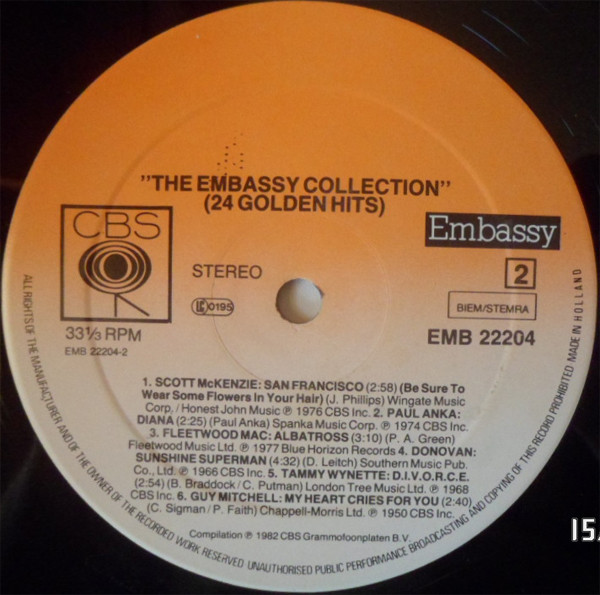 "THE EMBASSY COLLECTION"
(24 GOLDEN HITS)
CBS
Embassy
STEREO
2
LC 0195
BIEM/STEMRA
33⅓ RPM
EMB 22204
EMB 22204-2
1. SCOTT McKENZIE: SAN FRANCISCO (2:58) (Be Sure To
Wear Some Flowers In Your Hair) (J. Phillips) Wingate Music
Corp./Honest John Music ℗ 1976 CBS Inc. 2. PAUL ANKA:
DIANA (2:25) (Paul Anka) Spanka Music Corp. ℗ 1974 CBS Inc.
3. FLEETWOOD MAC: ALBATROSS (3:10) (P. A. Green)
Fleetwood Music Ltd. ℗ 1977 Blue Horizon Records 4. DONOVAN:
SUNSHINE SUPERMAN (4:32) (D. Leitch) Southern Music Pub.
Co., Ltd. ℗ 1966 CBS Inc. 5. TAMMY WYNETTE: D.I.V.O.R.C.E.
(2:54) (B. Braddock/C. Putman) London Tree Music Ltd. ℗ 1968
CBS Inc. 6. GUY MITCHELL: MY HEART CRIES FOR YOU (2:40)
(C. Sigman/P. Faith) Chappell-Morris Ltd. ℗ 1950 CBS Inc.
Compilation ℗ 1982 CBS Grammofoonplaten B.V.
ALL RIGHTS OF THE MANUFACTURER AND OF THE OWNER OF THE RECORDED WORK RESERVED UNAUTHORISED PUBLIC PERFORMANCE BROADCASTING AND COPYING OF THIS RECORD PROHIBITED MADE IN HOLLAND